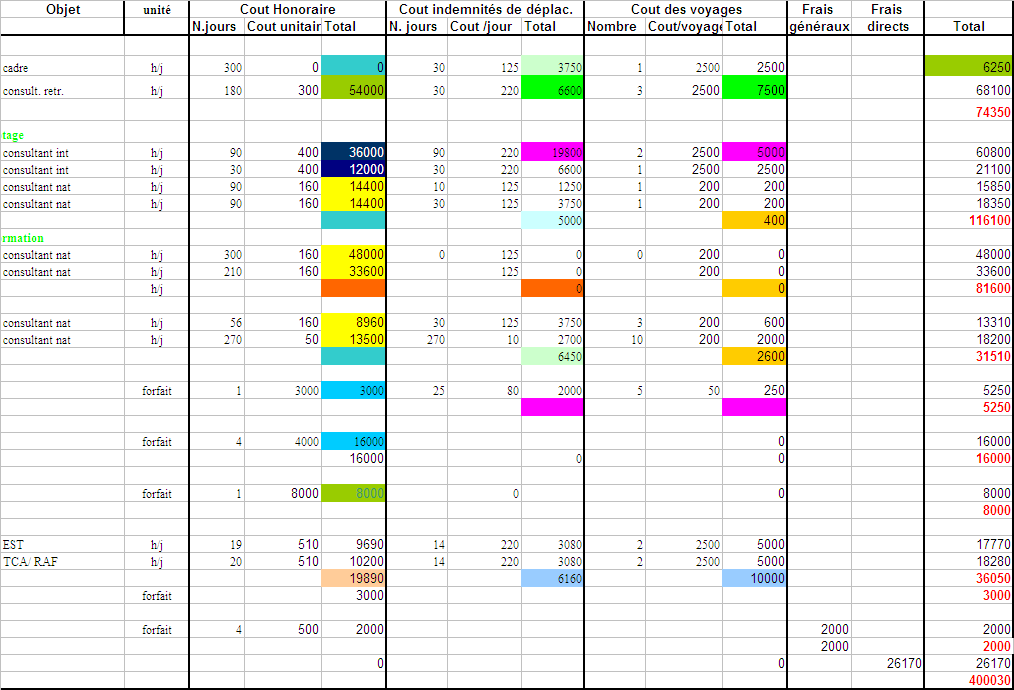 Objet unité Cout Honoraire Cout indemnités de déplac. Cout des voyages Frais Frais
N.jours Cout unitair Total N. jours Cout /jour Total Nombre Cout/voyage Total généraux directs Total
cadre h/j 300 0 0 30 125 3750 1 2500 2500 6250
consult. retr. h/j 180 300 54000 30 220 6600 3 2500 7500 68100
74350
tage
consultant int h/j 90 400 36000 90 220 19800 2 2500 5000 60800
consultant int h/j 30 400 12000 30 220 6600 1 2500 2500 21100
consultant nat h/j 90 160 14400 10 125 1250 1 200 200 15850
consultant nat h/j 90 160 14400 30 125 3750 1 200 200 18350
5000 400 116100
rmation
consultant nat h/j 300 160 48000 0 125 0 0 200 0 48000
consultant nat h/j 210 160 33600 125 0 200 0 33600
h/j 0 0 81600
consultant nat h/j 56 160 8960 30 125 3750 3 200 600 13310
consultant nat h/j 270 50 13500 270 10 2700 10 200 2000 18200
6450 2600 31510
forfait 1 3000 3000 25 80 2000 5 50 250 5250
5250
forfait 4 4000 16000 0 16000
16000 0 0 16000
forfait 1 8000 8000 0 0 8000
8000
EST h/j 19 510 9690 14 220 3080 2 2500 5000 17770
TCA/ RAF h/j 20 510 10200 14 220 3080 2 2500 5000 18280
19890 6160 10000 36050
forfait 3000 3000
forfait 4 500 2000 2000 2000
2000 2000
0 0 26170 26170
400030